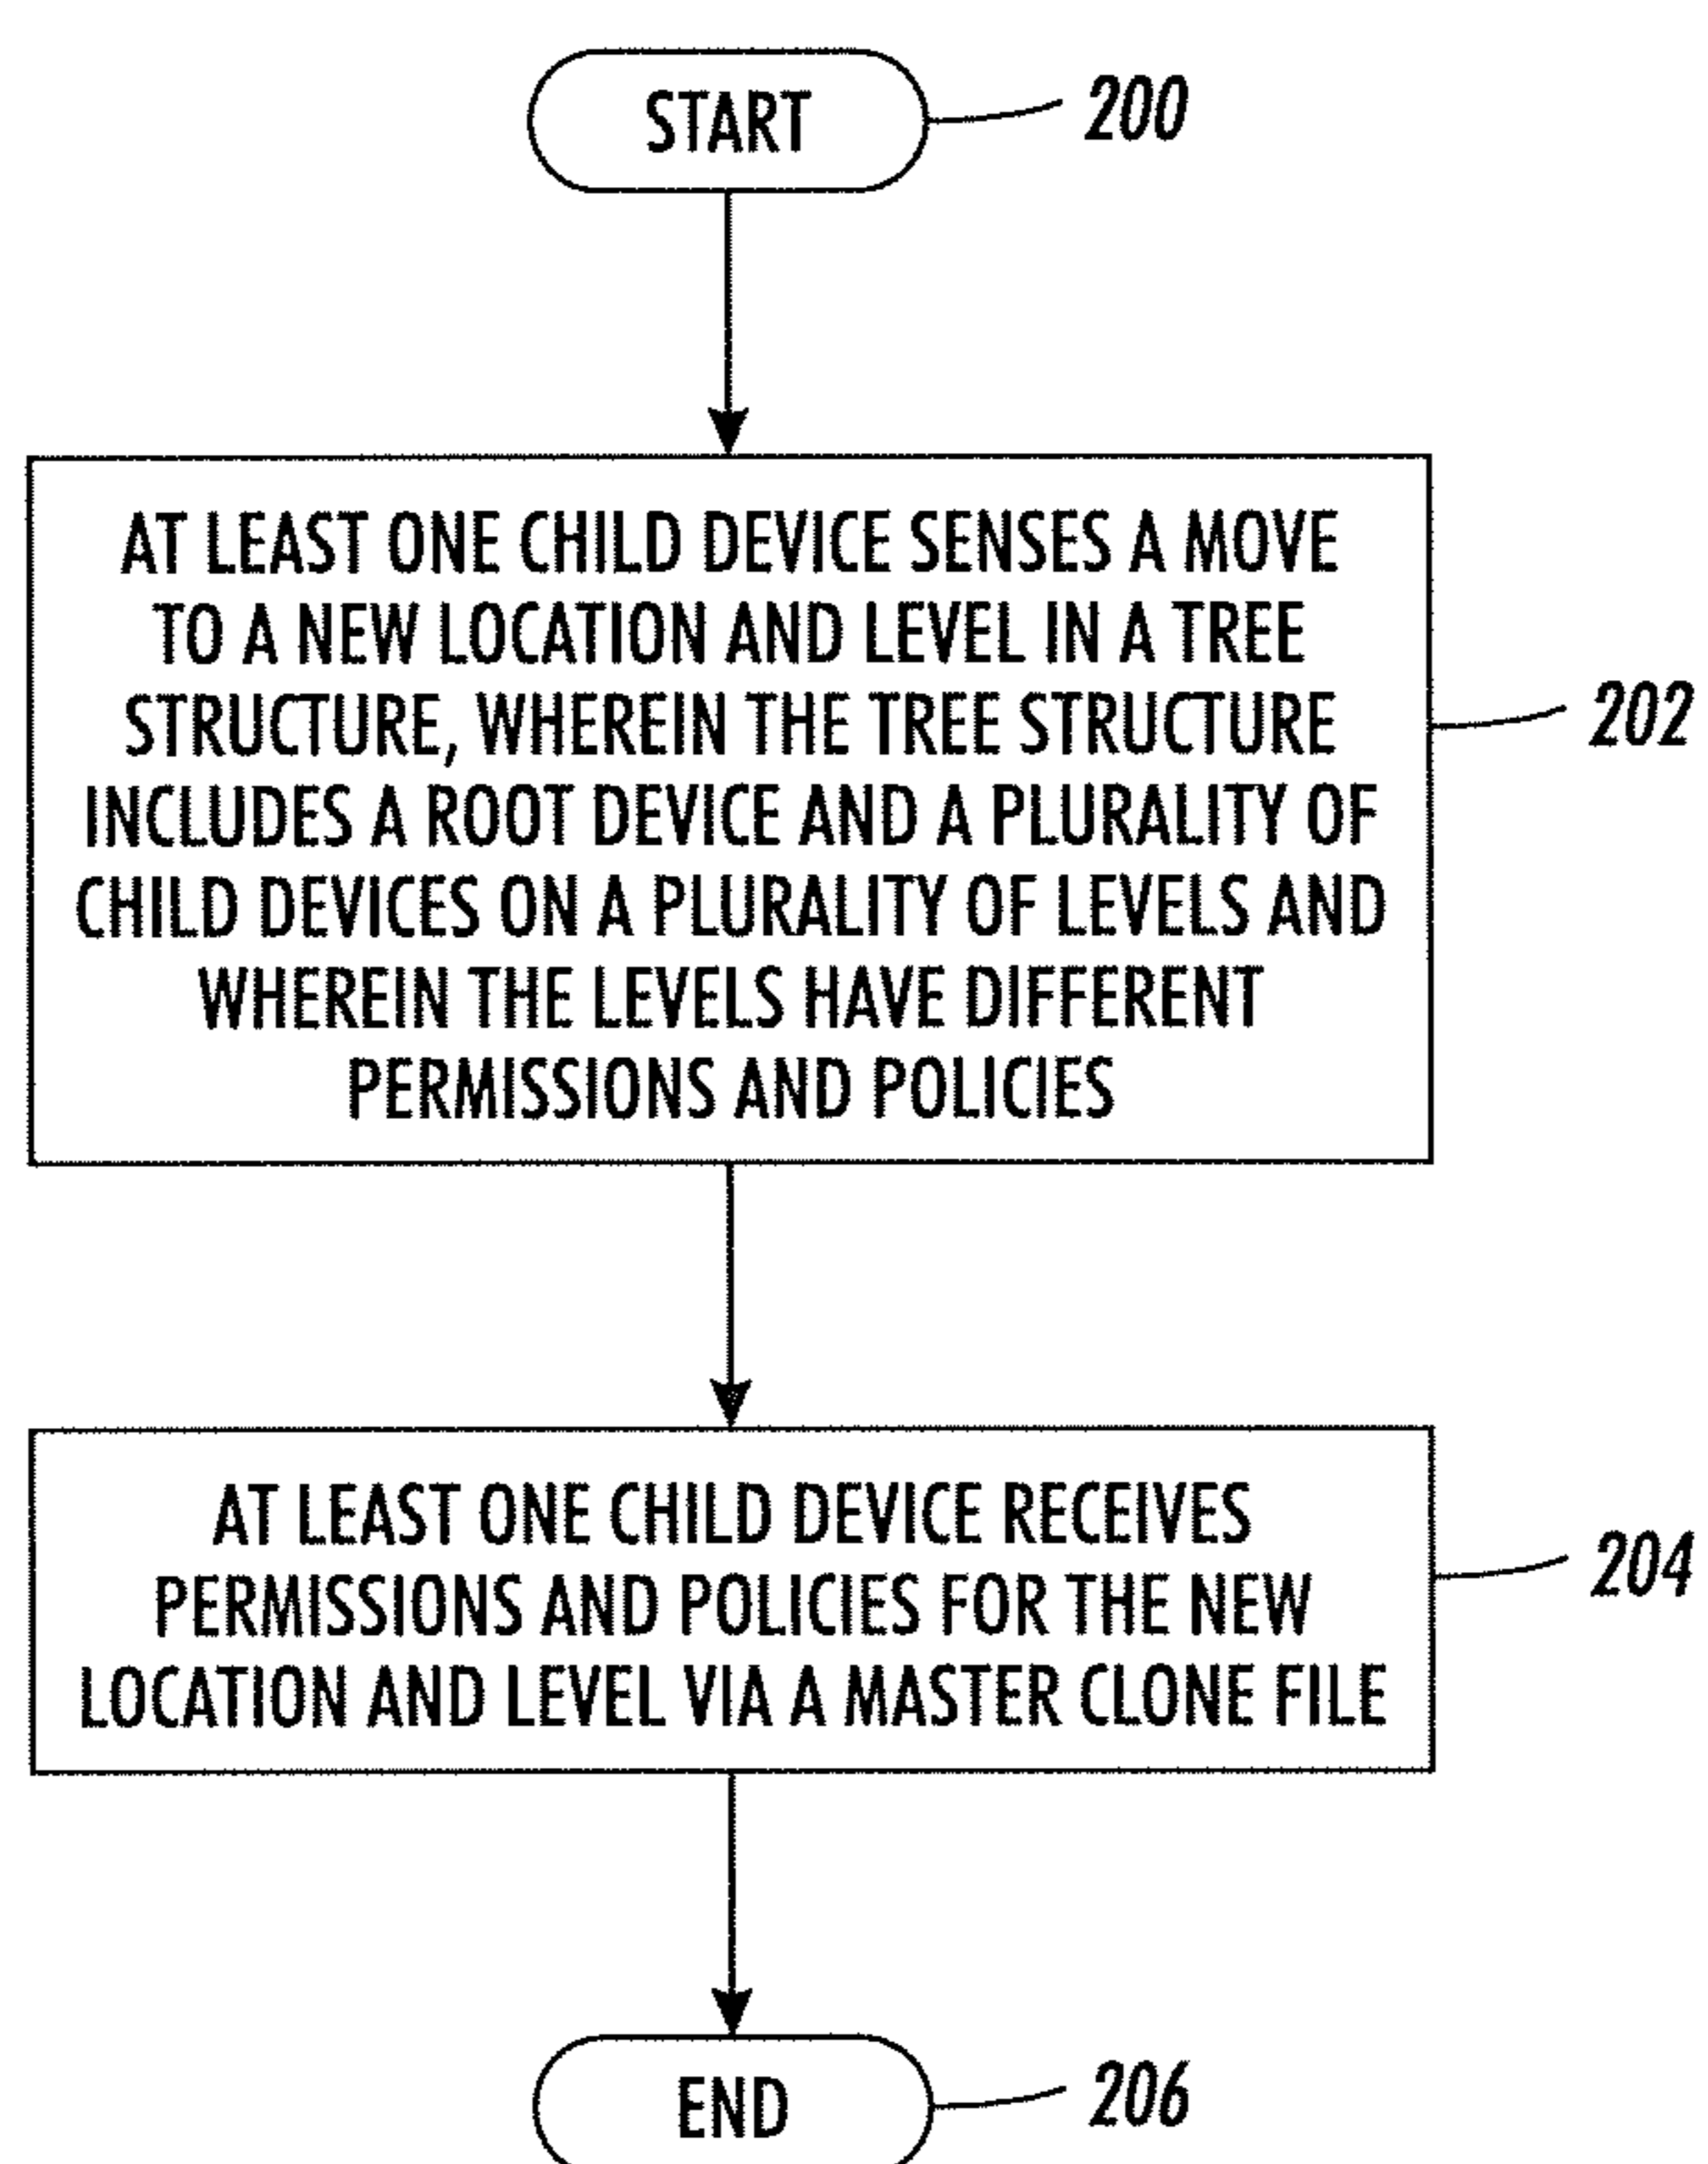 START
200
AT LEAST ONE CHILD DEVICE SENSES A MOVE
TO A NEW LOCATION AND LEVEL IN A TREE
STRUCTURE, WHEREIN THE TREE STRUCTURE
INCLUDES A ROOT DEVICE AND A PLURALITY OF
CHILD DEVICES ON A PLURALITY OF LEVELS AND
WHEREIN THE LEVELS HAVE DIFFERENT
PERMISSIONS AND POLICIES
202
AT LEAST ONE CHILD DEVICE RECEIVES
PERMISSIONS AND POLICIES FOR THE NEW
LOCATION AND LEVEL VIA A MASTER CLONE FILE
204
END
206